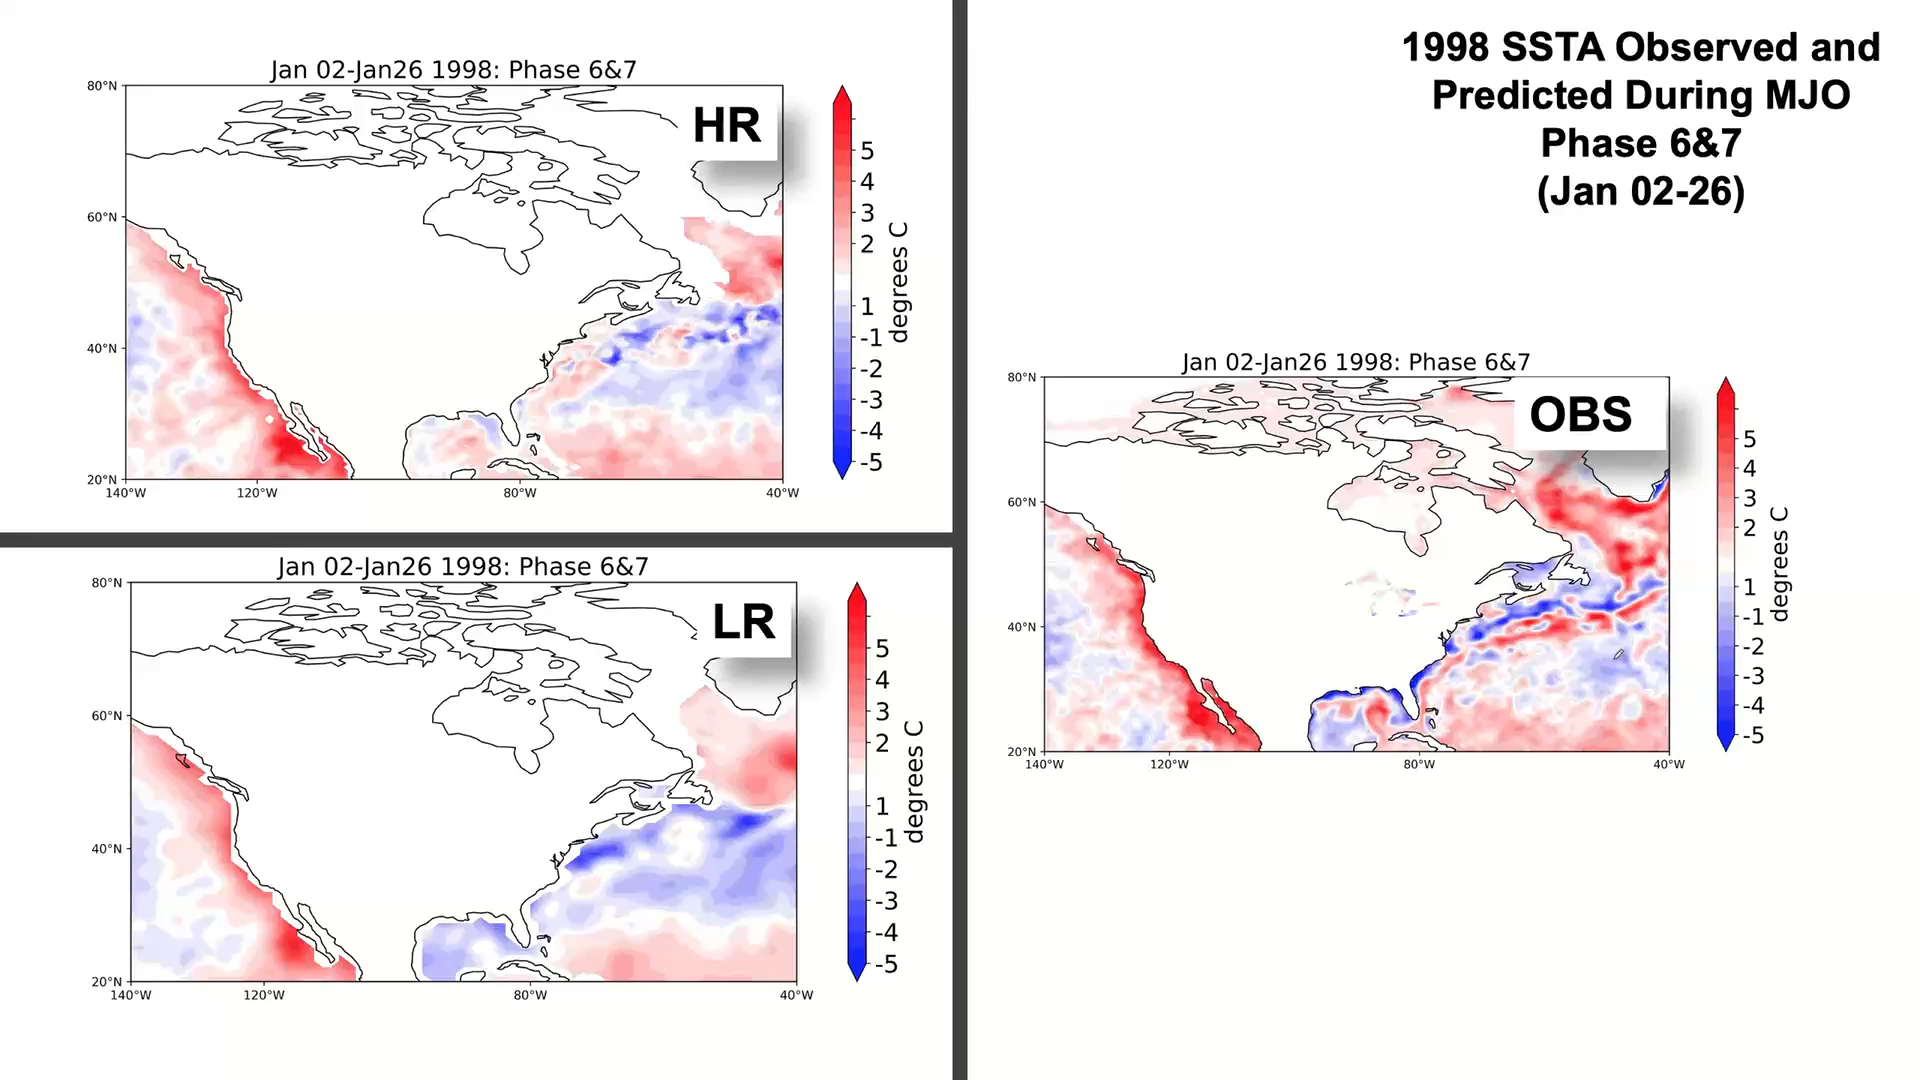 1998 SSTA Observed and
Predicted During MJO
Phase 6&7
(Jan 02-26)
Jan 02-Jan26 1998: Phase 6&7
HR
80°N
60°N
40°N
20°N
140°W
120°W
80°W
40°W
5
4
3
2
1
-1
-2
-3
-4
-5
degrees C
Jan 02-Jan26 1998: Phase 6&7
LR
80°N
60°N
40°N
20°N
140°W
120°W
80°W
40°W
5
4
3
2
1
-1
-2
-3
-4
-5
degrees C
Jan 02-Jan26 1998: Phase 6&7
OBS
80°N
60°N
40°N
20°N
140°W
120°W
80°W
40°W
5
4
3
2
1
-1
-2
-3
-4
-5
degrees C